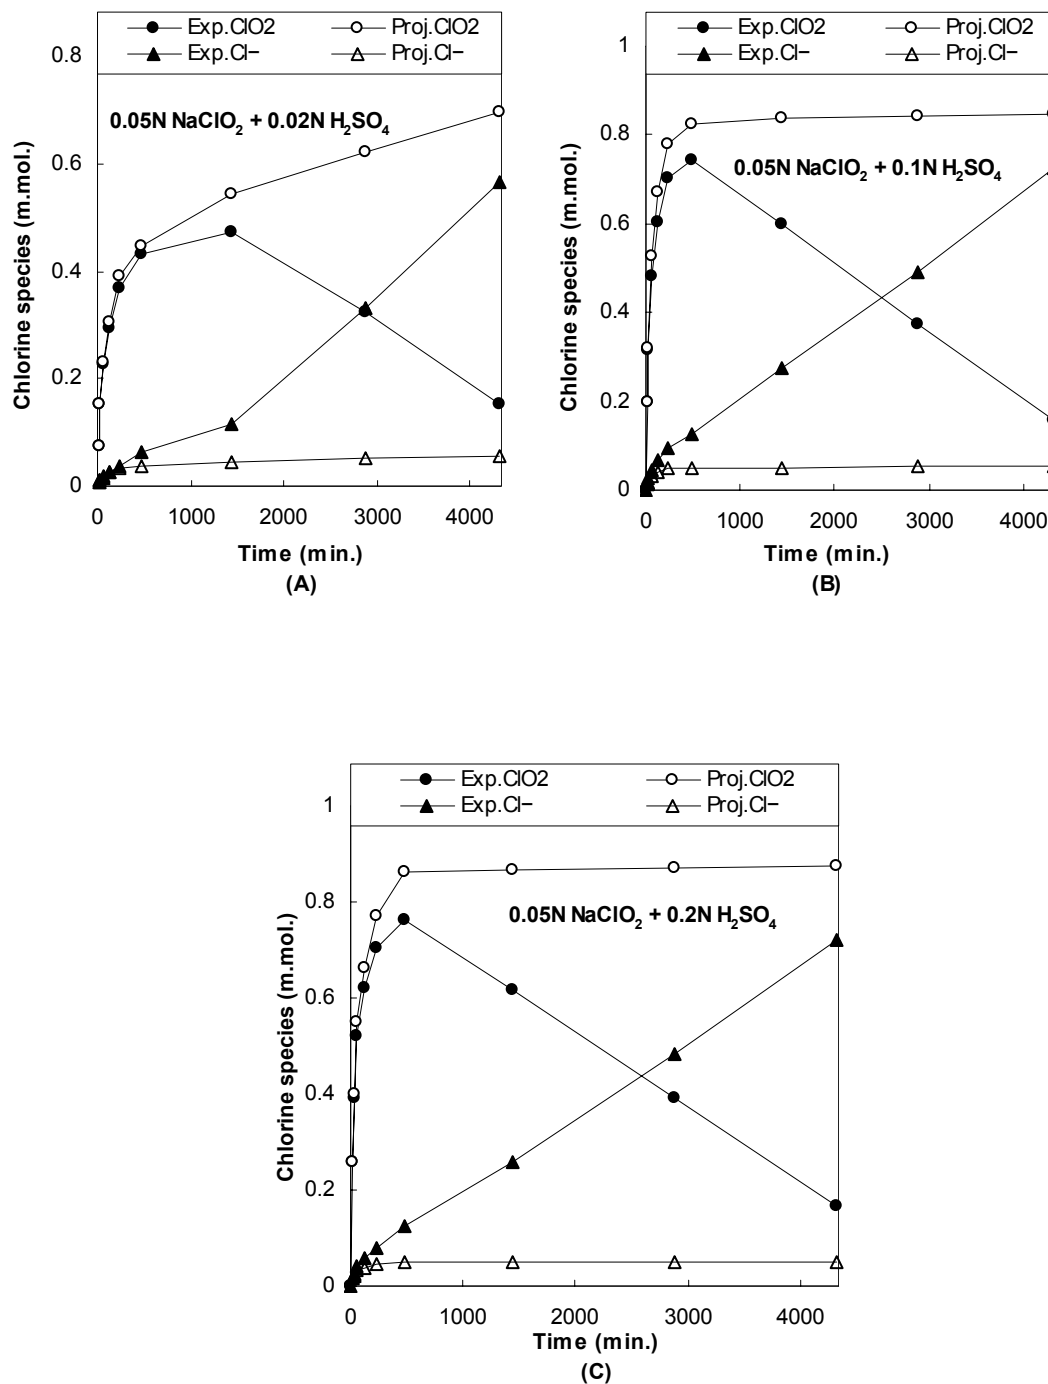 Exp.ClO2 Proj.ClO2
Exp.Cl− Proj.Cl−
0.8
0.05N NaClO₂ + 0.02N H₂SO₄
0.6
0.4
0.2
0
Chlorine species (m.mol.)
0 1000 2000 3000 4000
Time (min.)
(A)
Exp.ClO2 Proj.ClO2
Exp.Cl− Proj.Cl−
1
0.8
0.05N NaClO₂ + 0.1N H₂SO₄
0.6
0.4
0.2
0
Chlorine species (m.mol.)
0 1000 2000 3000 4000
Time (min.)
(B)
Exp.ClO2 Proj.ClO2
Exp.Cl− Proj.Cl−
1
0.8
0.05N NaClO₂ + 0.2N H₂SO₄
0.6
0.4
0.2
0
Chlorine species (m.mol.)
0 1000 2000 3000 4000
Time (min.)
(C)